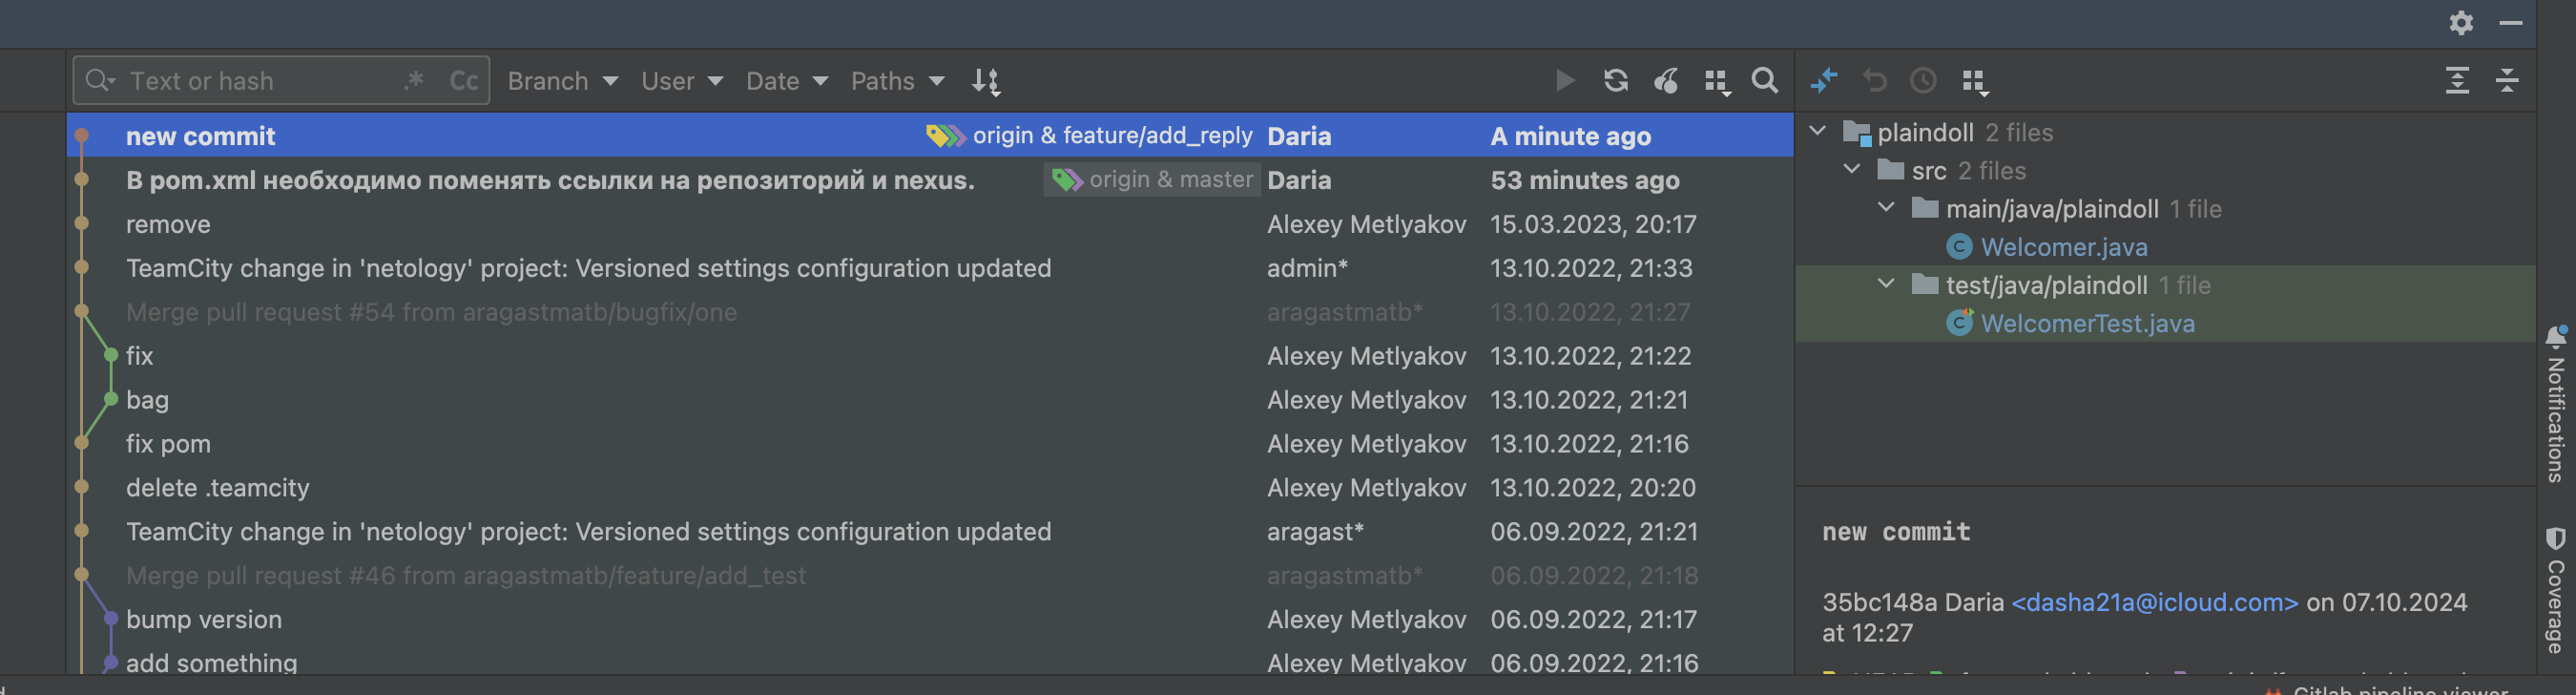 Text or hash .* Cc Branch User Date Paths
new commit origin & feature/add_reply Daria A minute ago
В pom.xml необходимо поменять ссылки на репозиторий и nexus. origin & master Daria 53 minutes ago
remove Alexey Metlyakov 15.03.2023, 20:17
TeamCity change in 'netology' project: Versioned settings configuration updated admin* 13.10.2022, 21:33
Merge pull request #54 from aragastmatb/bugfix/one aragastmatb* 13.10.2022, 21:27
fix Alexey Metlyakov 13.10.2022, 21:22
bag Alexey Metlyakov 13.10.2022, 21:21
fix pom Alexey Metlyakov 13.10.2022, 21:16
delete .teamcity Alexey Metlyakov 13.10.2022, 20:20
TeamCity change in 'netology' project: Versioned settings configuration updated aragast* 06.09.2022, 21:21
Merge pull request #46 from aragastmatb/feature/add_test aragastmatb* 06.09.2022, 21:18
bump version Alexey Metlyakov 06.09.2022, 21:17
add something Alexey Metlyakov 06.09.2022, 21:16
plaindoll 2 files
src 2 files
main/java/plaindoll 1 file
Welcomer.java
test/java/plaindoll 1 file
WelcomerTest.java
new commit
35bc148a Daria <dasha21a@icloud.com> on 07.10.2024
at 12:27
Notifications
Coverage
Gitlab pipeline viewer